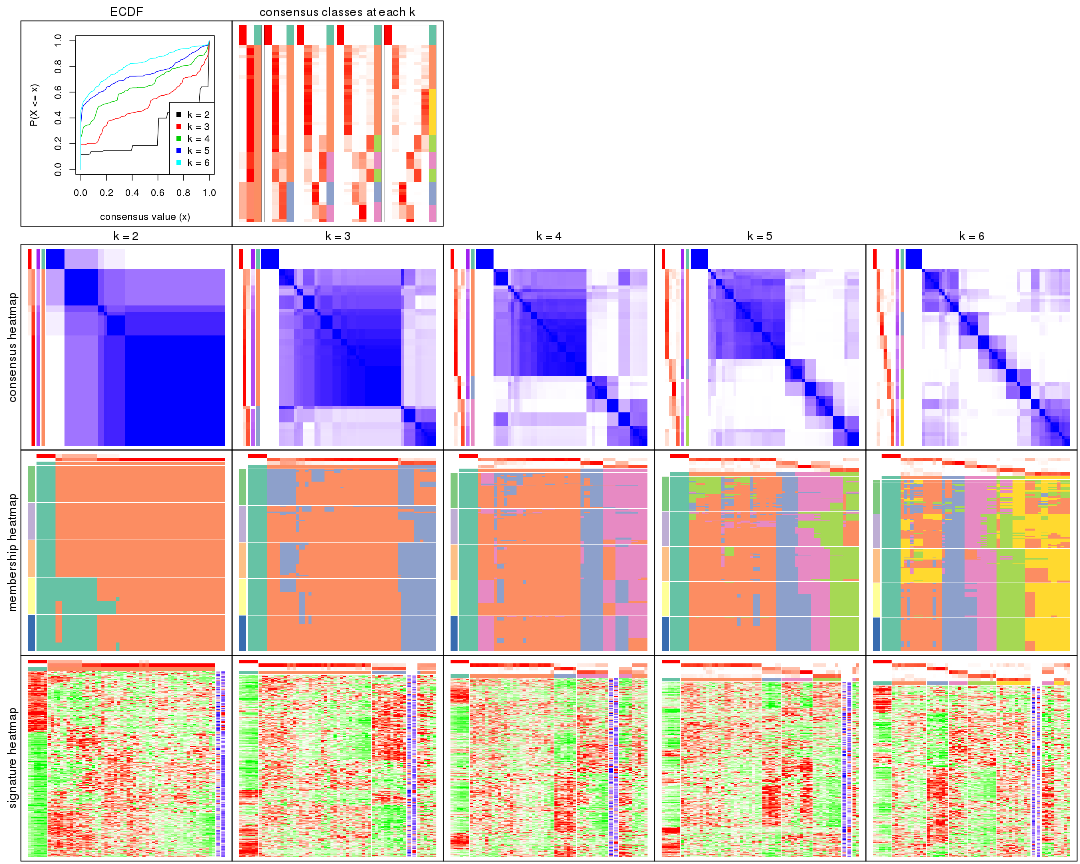 ECDF
consensus classes at each k
P(X <= x)
0.0 0.2 0.4 0.6 0.8 1.0
k = 2
k = 3
k = 4
k = 5
k = 6
0.0 0.2 0.4 0.6 0.8 1.0
consensus value (x)
k = 2 k = 3 k = 4 k = 5 k = 6
consensus heatmap
membership heatmap
signature heatmap